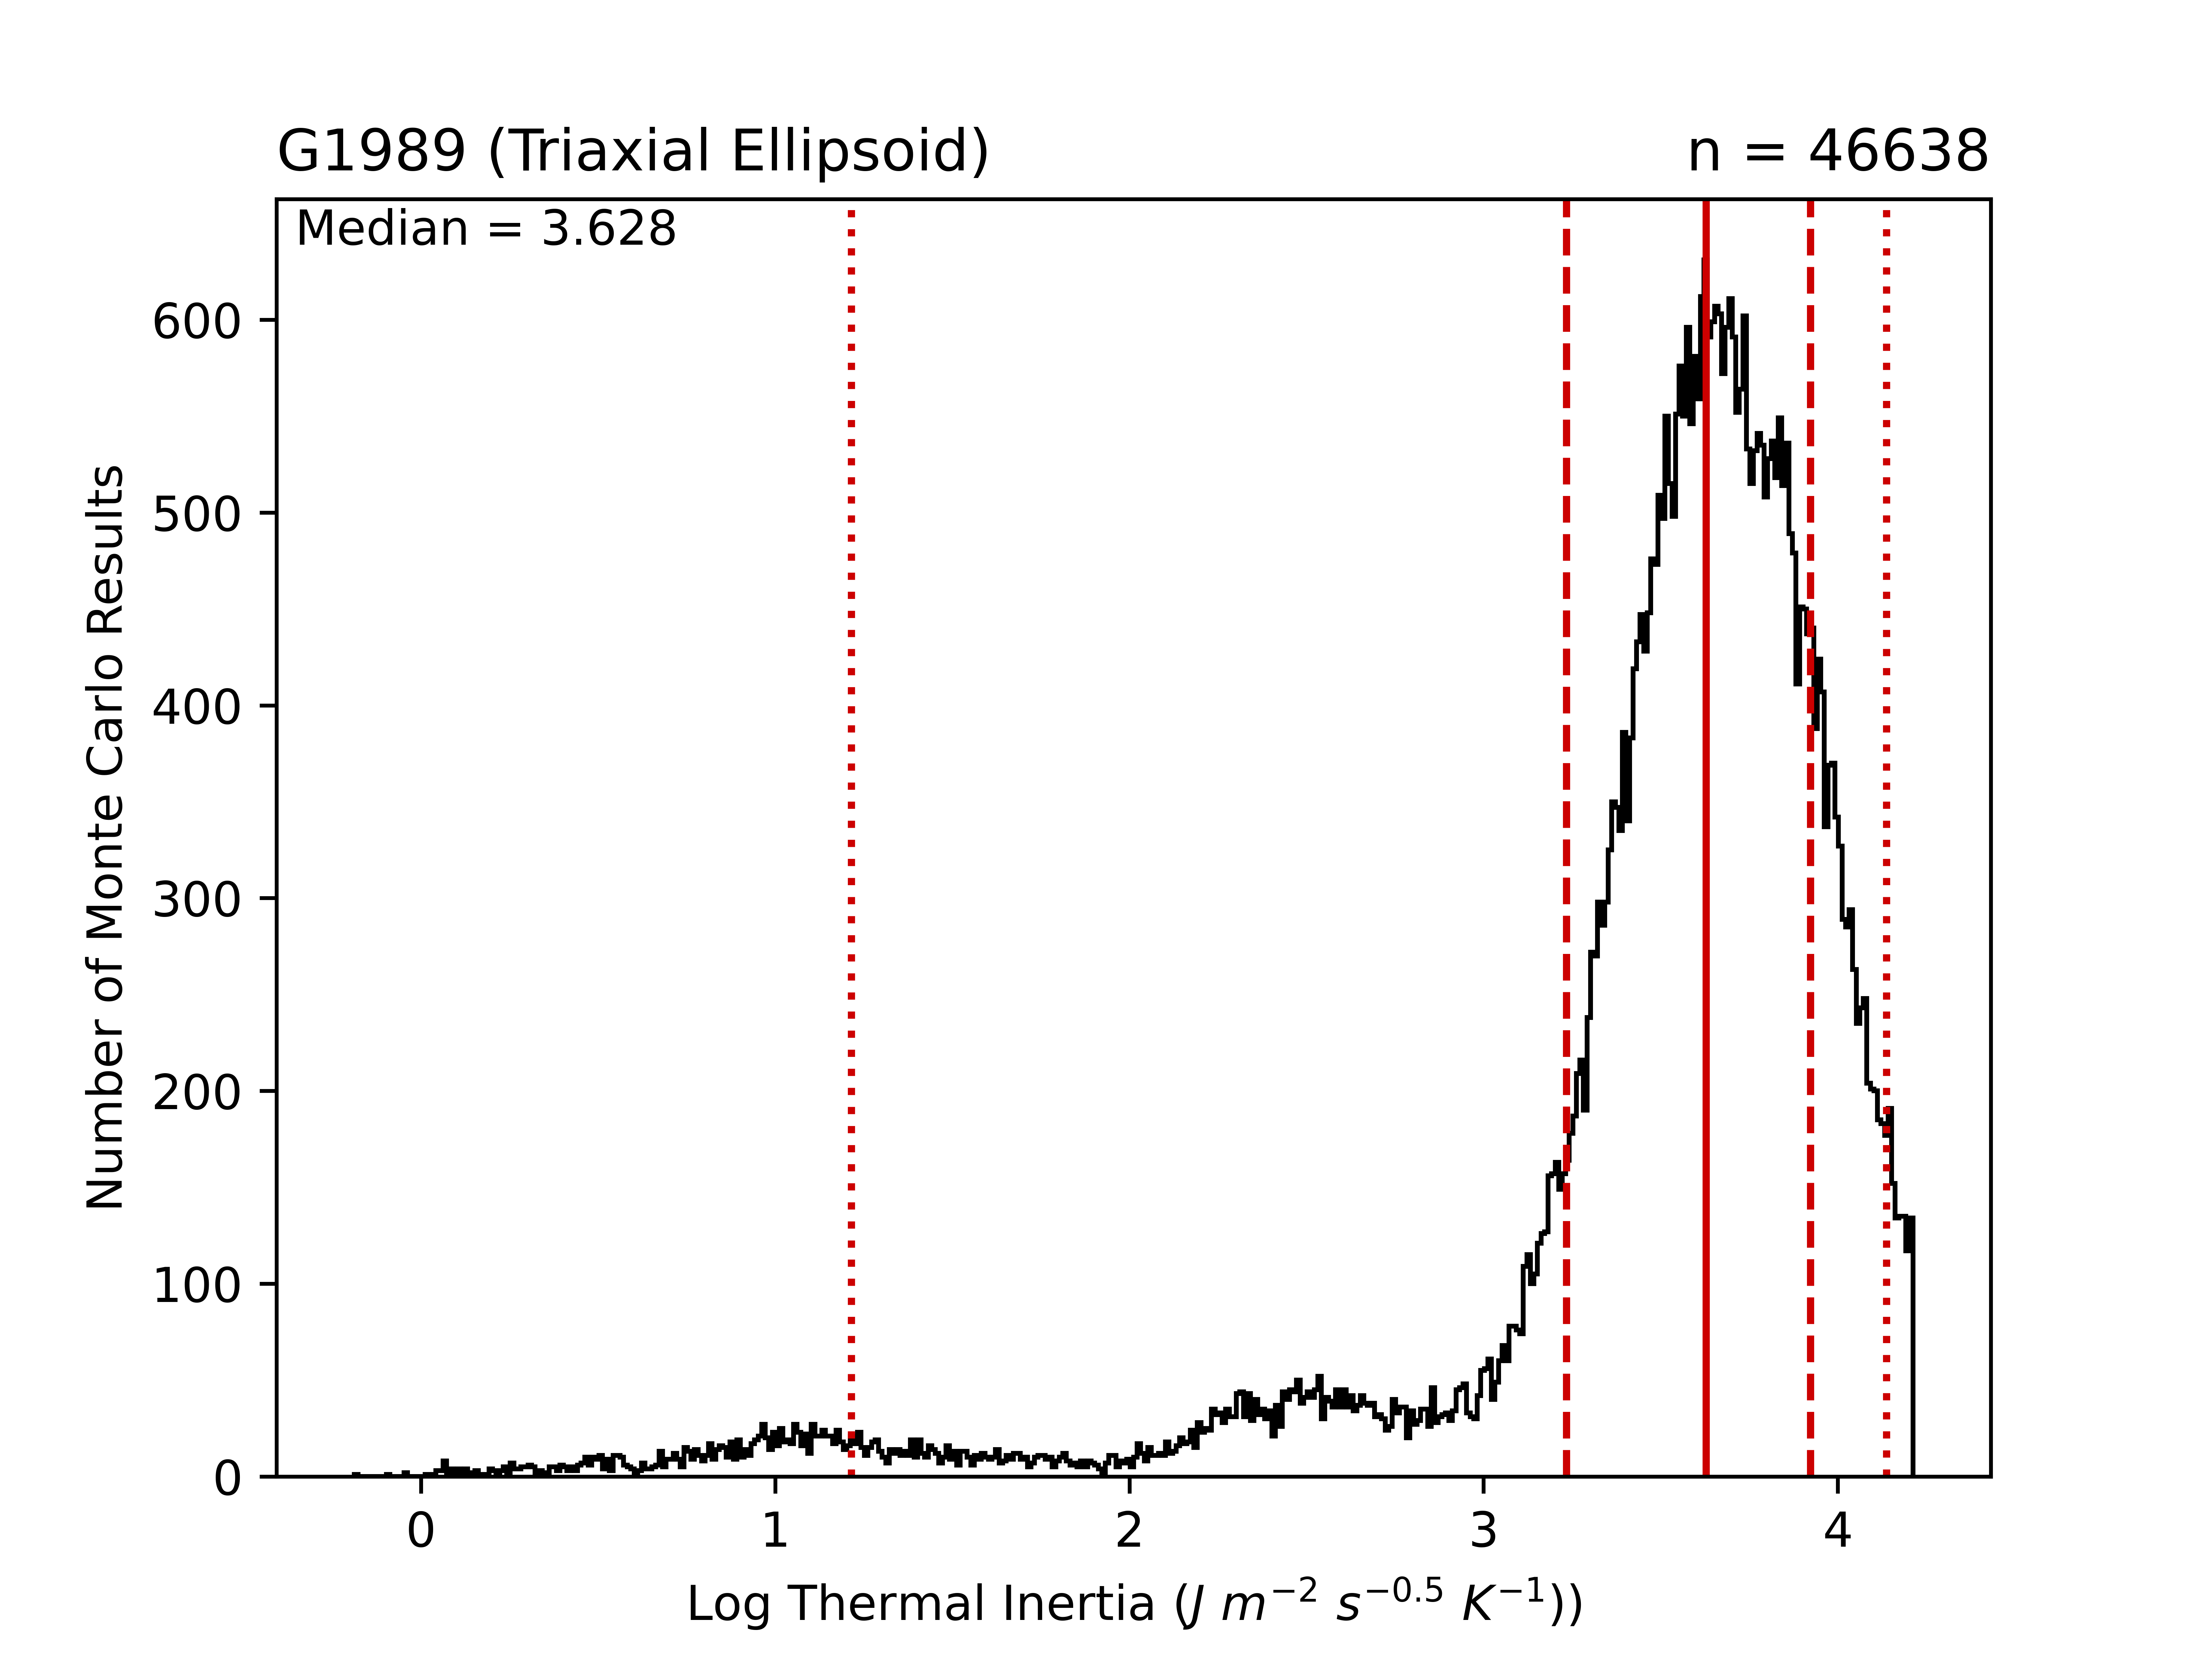 G1989 (Triaxial Ellipsoid)
n = 46638
Median = 3.628
600
500
400
300
200
100
0
Number of Monte Carlo Results
0 1 2 3 4
Log Thermal Inertia (J m⁻² s⁻⁰·⁵ K⁻¹))